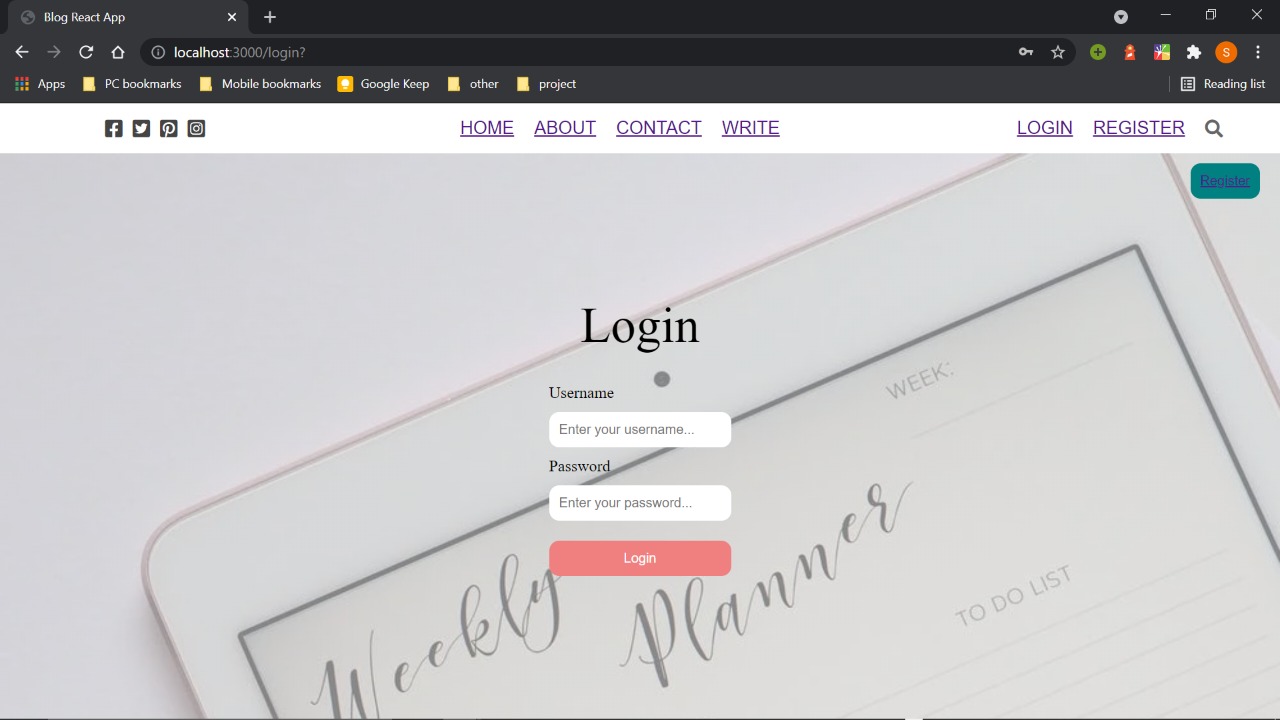 Blog React App
localhost:3000/login?
S
Apps PC bookmarks Mobile bookmarks Google Keep other project Reading list
HOME ABOUT CONTACT WRITE LOGIN REGISTER
Register
Login
Username
Enter your username...
Password
Enter your password...
Login
WEEK:
Weekly Planner
TO DO LIST